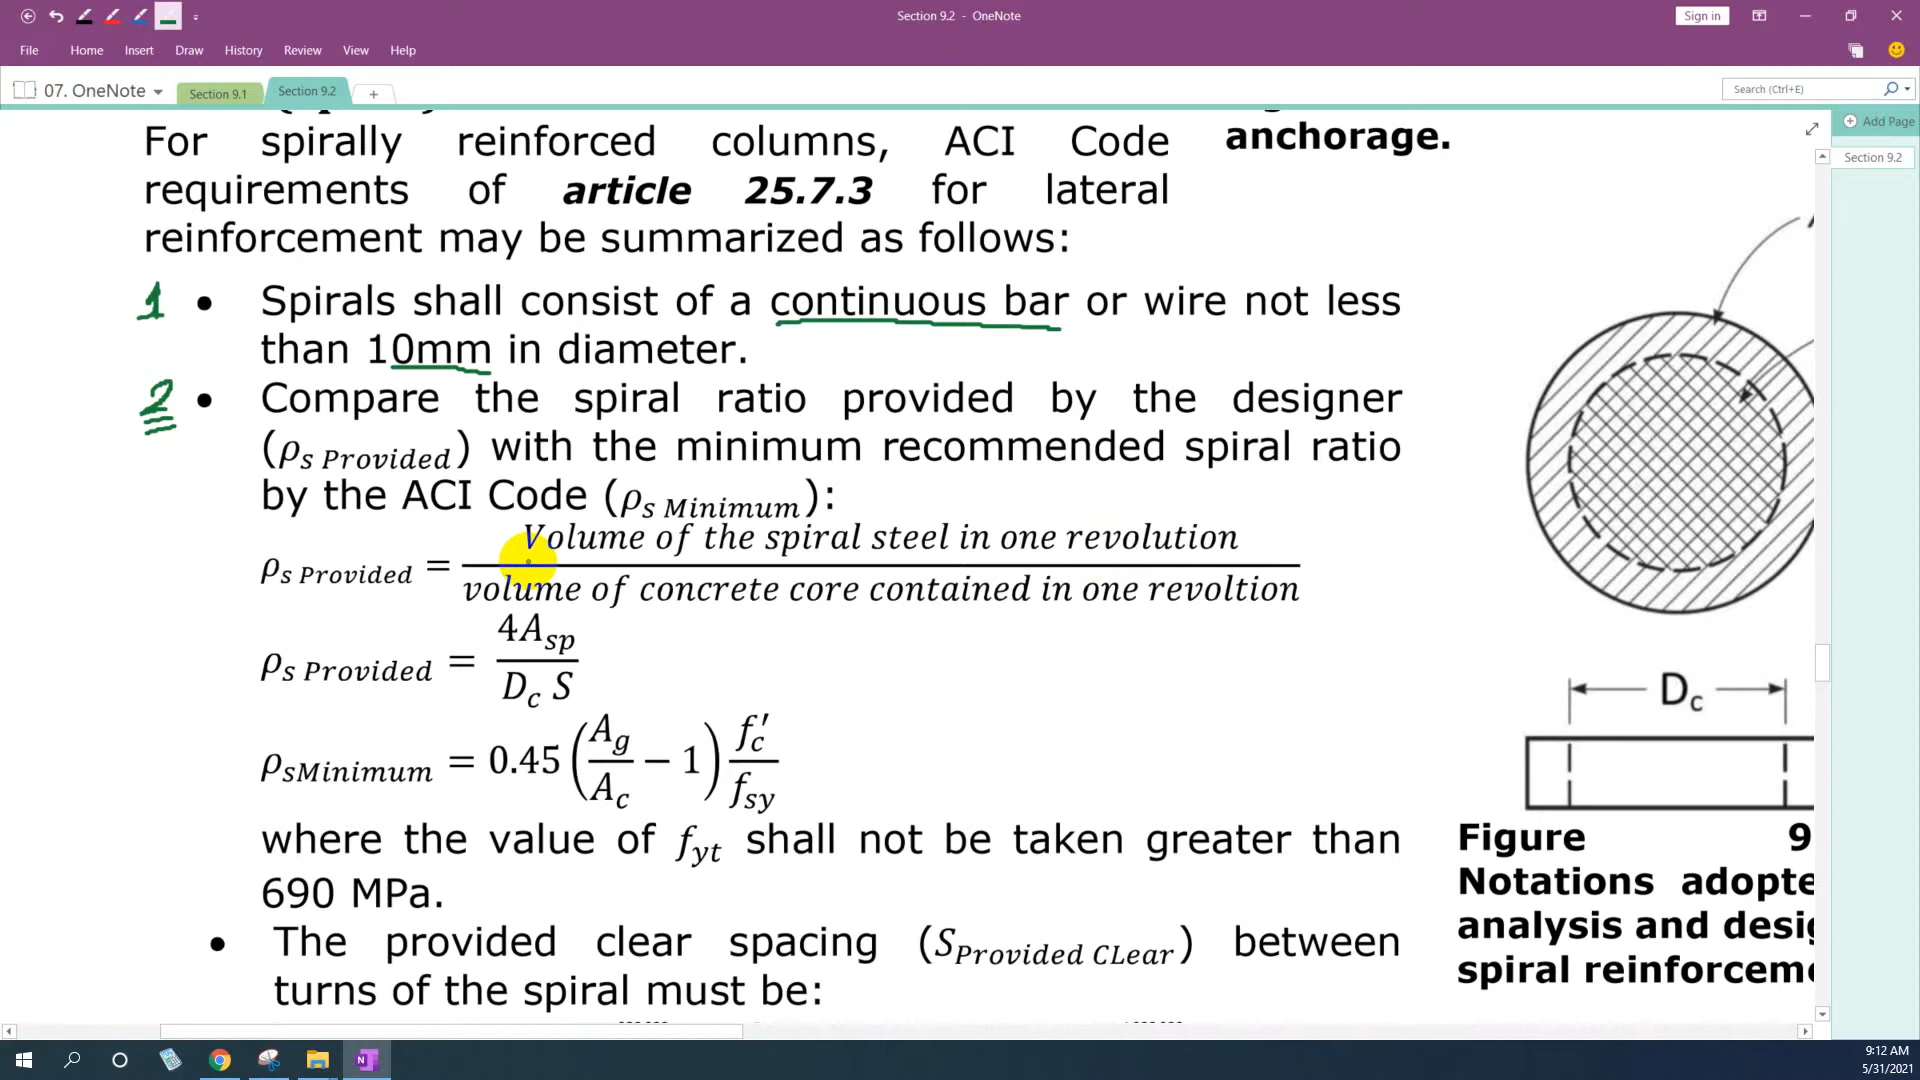 Section 9.2 - OneNote
Sign in
File Home Insert Draw History Review View Help
07. OneNote
Section 9.1
Section 9.2
Search (Ctrl+E)
Add Page
Section 9.2
For spirally reinforced columns, ACI Code
requirements of article 25.7.3 for lateral
reinforcement may be summarized as follows:
anchorage.
1 • Spirals shall consist of a continuous bar or wire not less
than 10mm in diameter.
2 • Compare the spiral ratio provided by the designer
(ρs Provided) with the minimum recommended spiral ratio
by the ACI Code (ρs Minimum):
ρs Provided = Volume of the spiral steel in one revolution / volume of concrete core contained in one revoltion
ρs Provided = 4Asp / Dc S
ρsMinimum = 0.45 (Ag / Ac − 1) f′c / fsy
where the value of fyt shall not be taken greater than
690 MPa.
• The provided clear spacing (SProvided CLear) between
turns of the spiral must be:
Dc
Figure 9
Notations adopte
analysis and desig
spiral reinforceme
9:12 AM
5/31/2021